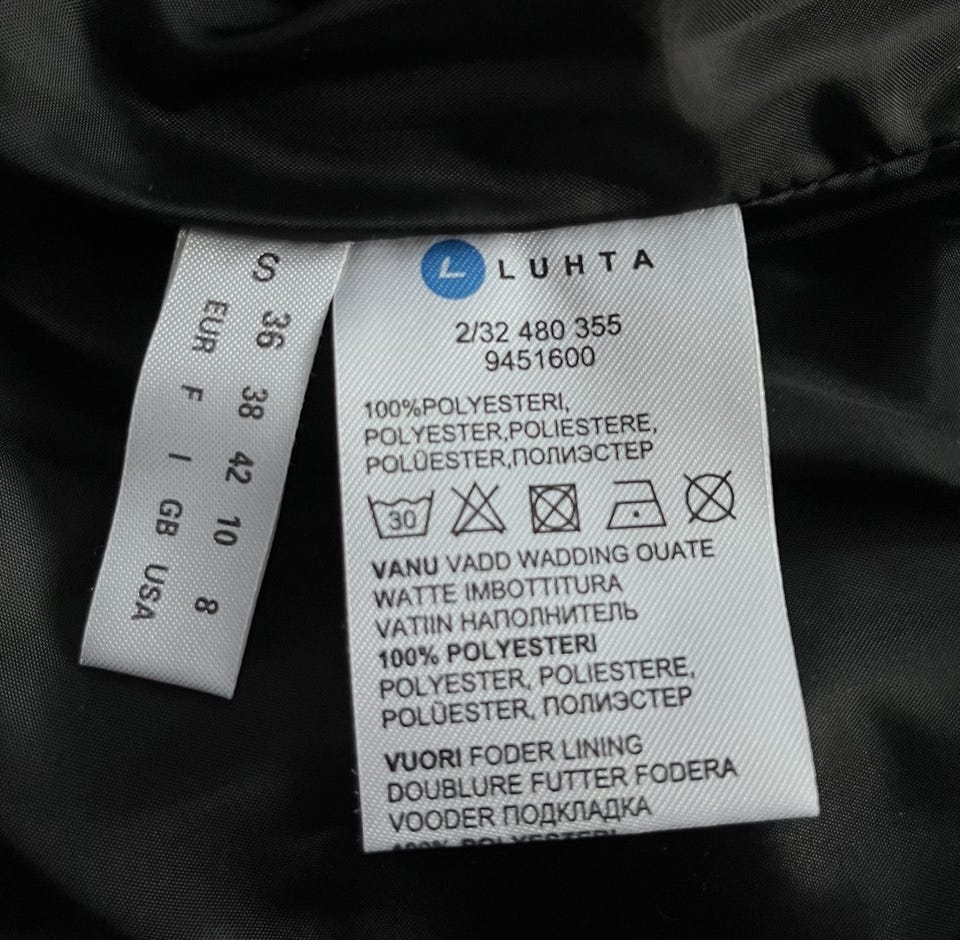 S 36 38 42 10 8
EUR F I GB USA
LUHTA
2/32 480 355
9451600
100%POLYESTERI,
POLYESTER,POLIESTERE,
POLÜESTER,ПОЛИЭСТЕР
30
VANU VADD WADDING OUATE
WATTE IMBOTTITURA
VATIIN НАПОЛНИТЕЛЬ
100% POLYESTERI
POLYESTER, POLIESTERE,
POLÜESTER, ПОЛИЭСТЕР
VUORI FODER LINING
DOUBLURE FUTTER FODERA
VOODER ПОДКЛАДКА
100% POLYESTERI